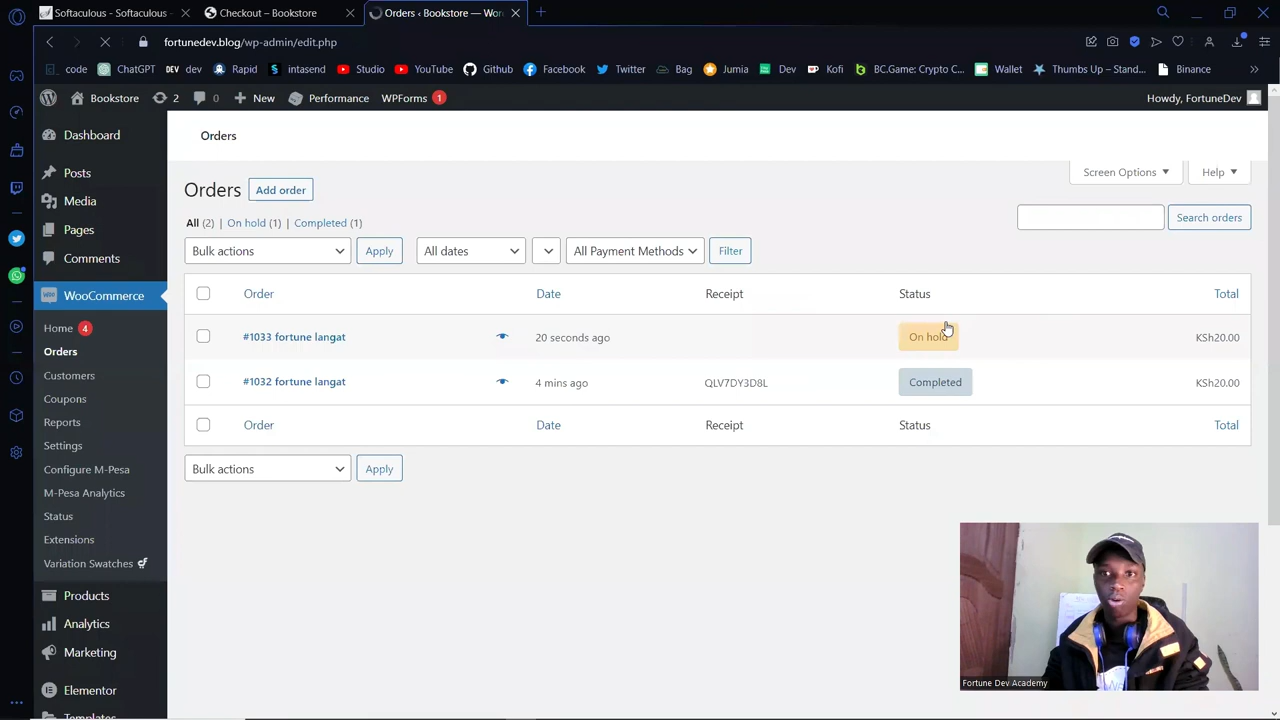 Softaculous - Softaculous
Checkout – Bookstore
Orders ‹ Bookstore — Wor
fortunedev.blog/wp-admin/edit.php
code
ChatGPT
DEV dev
Rapid
intasend
Studio
YouTube
Github
Facebook
Twitter
Bag
Jumia
Dev
Kofi
BC.Game: Crypto C...
Wallet
Thumbs Up – Stand...
Binance
Bookstore
2
0
New
Performance
WPForms 1
Howdy, FortuneDev
Dashboard
Posts
Media
Pages
Comments
WooCommerce
Home 4
Orders
Customers
Coupons
Reports
Settings
Configure M-Pesa
M-Pesa Analytics
Status
Extensions
Variation Swatches
Products
Analytics
Marketing
Elementor
Templates
Orders
Screen Options
Help
Orders
Add order
All (2) | On hold (1) | Completed (1)
Search orders
Bulk actions
Apply
All dates
All Payment Methods
Filter
Order Date Receipt Status Total
#1033 fortune langat 20 seconds ago On hold KSh20.00
#1032 fortune langat 4 mins ago QLV7DY3D8L Completed KSh20.00
Order Date Receipt Status Total
Bulk actions
Apply
Fortune Dev Academy